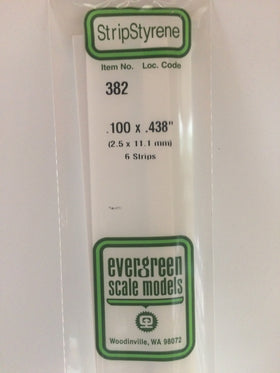 StripStyrene
Item No. Loc. Code
382
.100 x .438"
(2.5 x 11.1 mm)
6 Strips
evergreen
scale models
Woodinville, WA 98072